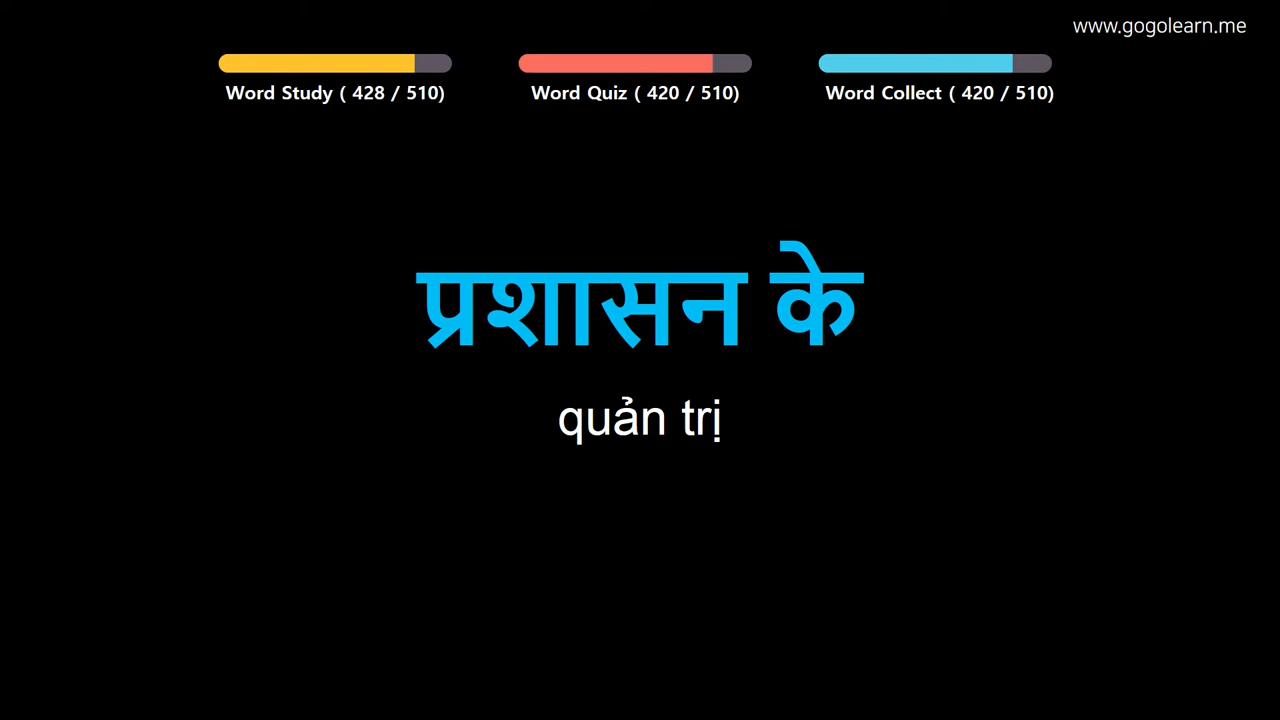 www.gogolearn.me
Word Study ( 428 / 510)
Word Quiz ( 420 / 510)
Word Collect ( 420 / 510)
प्रशासन के
quản trị